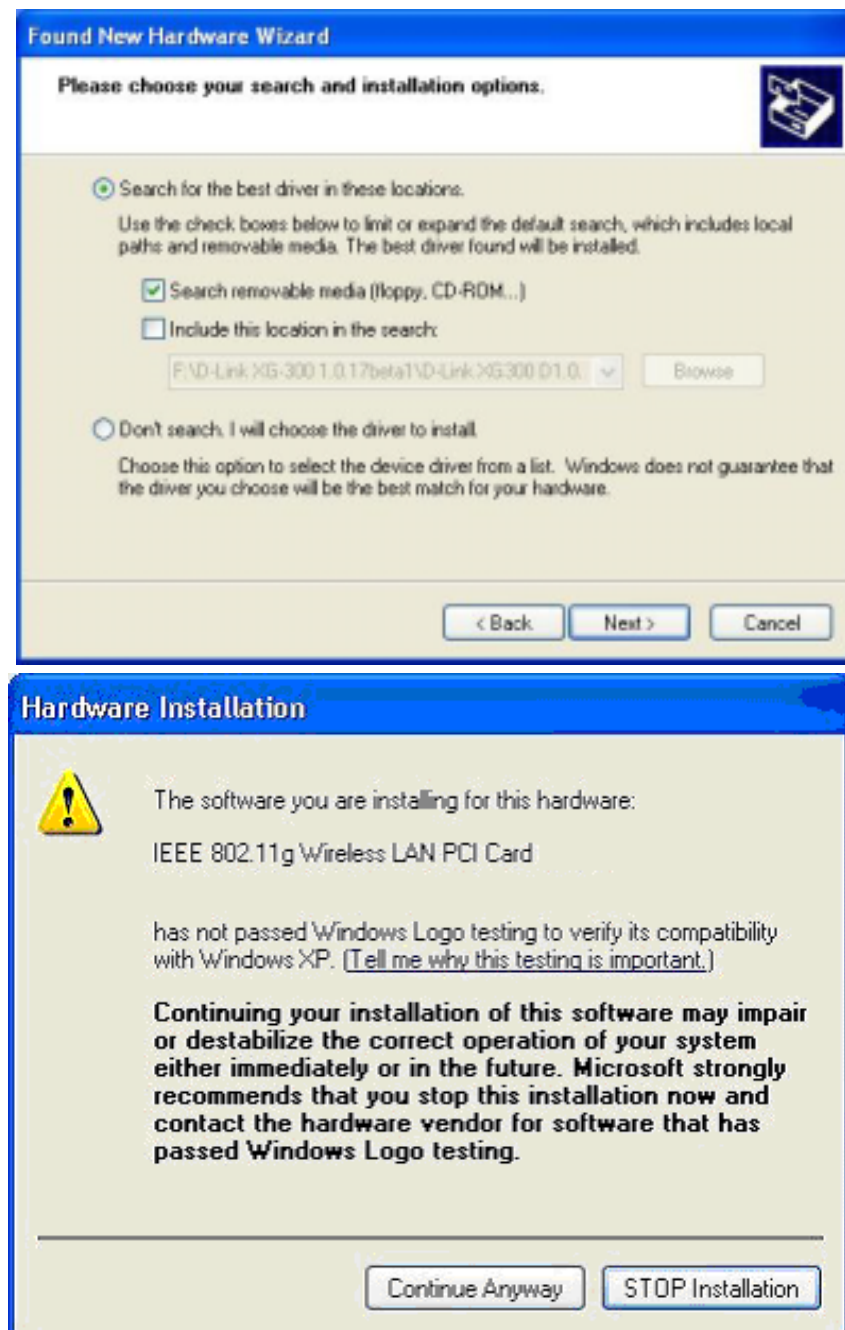 Found New Hardware Wizard
Please choose your search and installation options.
Search for the best driver in these locations.
Use the check boxes below to limit or expand the default search, which includes local
paths and removable media. The best driver found will be installed.
Search removable media (floppy, CD-ROM...)
Include this location in the search:
F:\D-Link XG-300 1.0.17beta1\D-Link XG300 D1.0.
Browse
Don't search. I will choose the driver to install.
Choose this option to select the device driver from a list. Windows does not guarantee that
the driver you choose will be the best match for your hardware.
< Back Next > Cancel
Hardware Installation
The software you are installing for this hardware:
IEEE 802.11g Wireless LAN PCI Card
has not passed Windows Logo testing to verify its compatibility
with Windows XP. (Tell me why this testing is important.)
Continuing your installation of this software may impair
or destabilize the correct operation of your system
either immediately or in the future. Microsoft strongly
recommends that you stop this installation now and
contact the hardware vendor for software that has
passed Windows Logo testing.
Continue Anyway STOP Installation